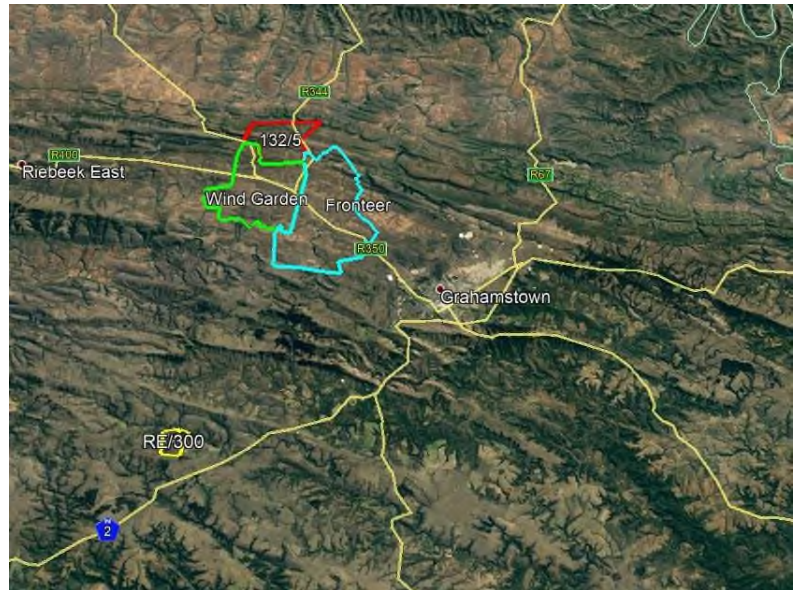 R344
132/5
R400
Riebeek East
R67
Wind Garden
Fronteer
R350
Grahamstown
RE/300
N
2